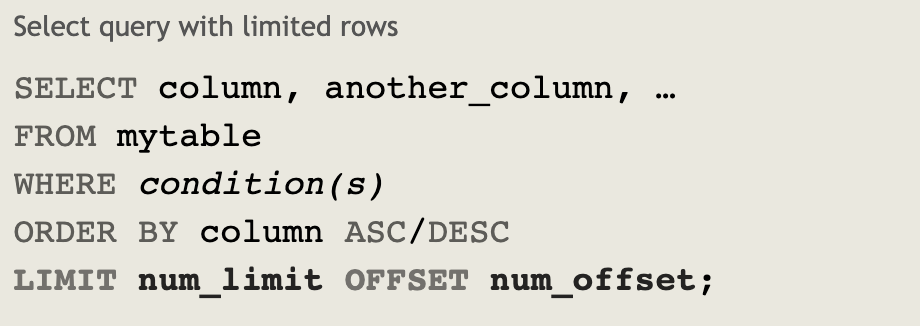 Select query with limited rows
SELECT column, another_column, …
FROM mytable
WHERE condition(s)
ORDER BY column ASC/DESC
LIMIT num_limit OFFSET num_offset;